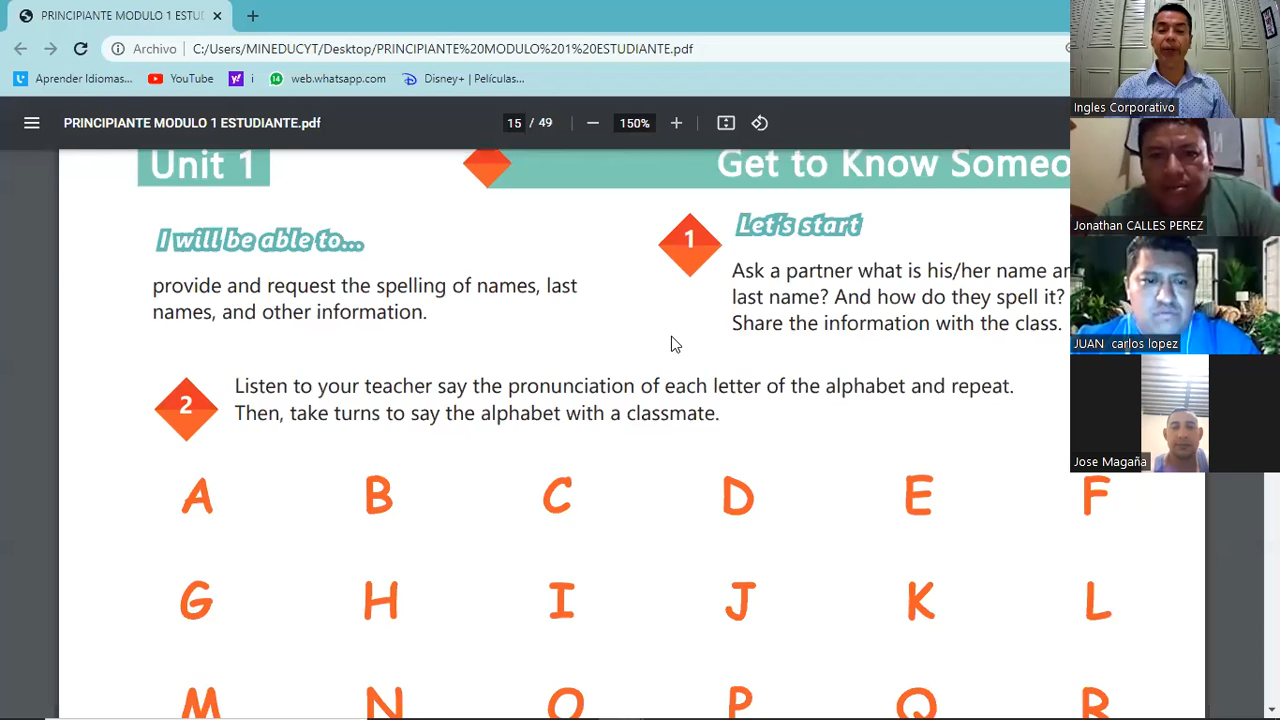 PRINCIPIANTE MODULO 1 ESTU
Archivo C:/Users/MINEDUCYT/Desktop/PRINCIPIANTE%20MODULO%201%20ESTUDIANTE.pdf
Aprender Idiomas... YouTube i web.whatsapp.com Disney+ | Películas...
PRINCIPIANTE MODULO 1 ESTUDIANTE.pdf 15 / 49 150%
Unit 1
Get to Know Someo
I will be able to...
provide and request the spelling of names, last
names, and other information.
1 Let's start
Ask a partner what is his/her name an
last name? And how do they spell it?
Share the information with the class.
2 Listen to your teacher say the pronunciation of each letter of the alphabet and repeat.
Then, take turns to say the alphabet with a classmate.
A B C D E F
G H I J K L
M N O P Q R
Ingles Corporativo
Jonathan CALLES PEREZ
JUAN carlos lopez
Jose Magaña